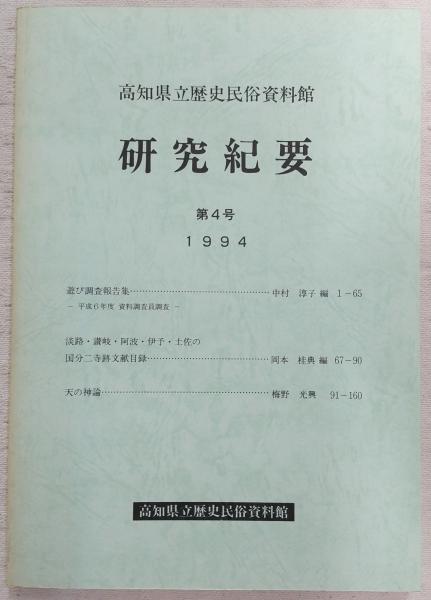 高知県立歴史民俗資料館
研究紀要
第4号
1994
遊び調査報告集……………………………………中村 淳子 編 1－65
－ 平成6年度 資料調査員調査 －
淡路・讃岐・阿波・伊予・土佐の
国分二寺跡文献目録………………………………岡本 桂典 編 67－90
天の神論……………………………………………梅野 光興 91－160
高知県立歴史民俗資料館